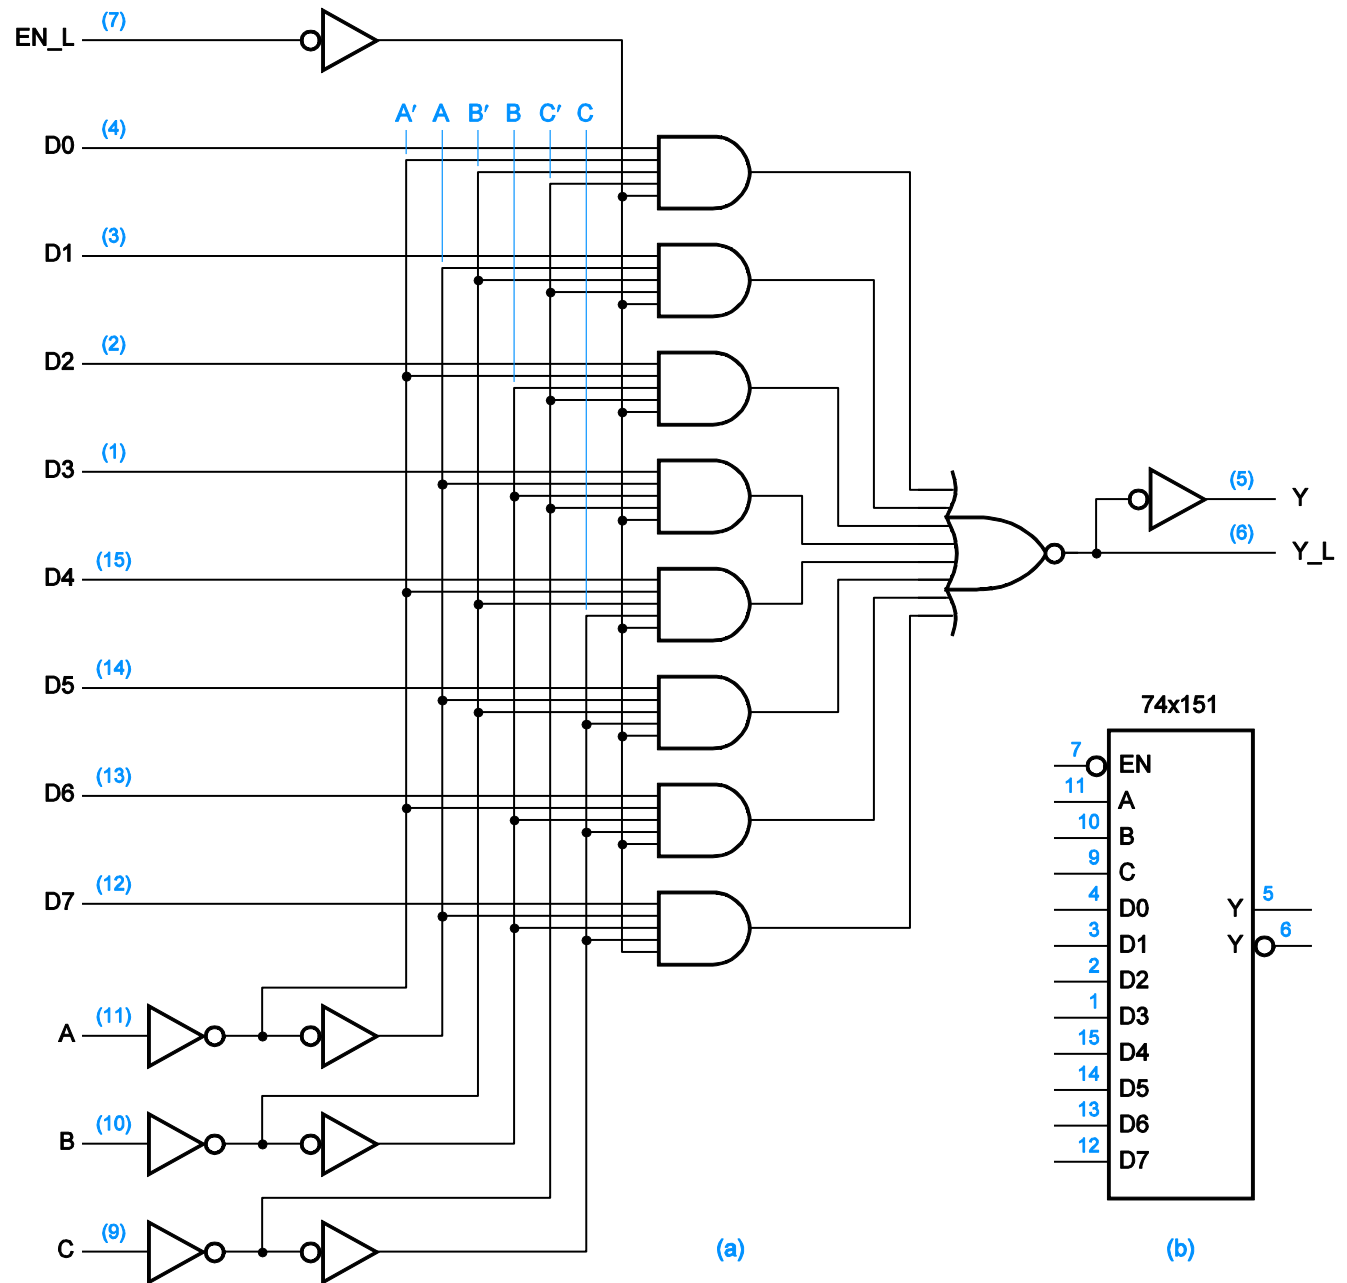 EN_L (7)
A′ A B′ B C′ C
D0 (4)
D1 (3)
D2 (2)
D3 (1)
D4 (15)
D5 (14)
D6 (13)
D7 (12)
A (11)
B (10)
C (9)
(5) Y
(6) Y_L
(a)
74x151
7 EN
11 A
10 B
9 C
4 D0
3 D1
2 D2
1 D3
15 D4
14 D5
13 D6
12 D7
Y 5
Y 6
(b)